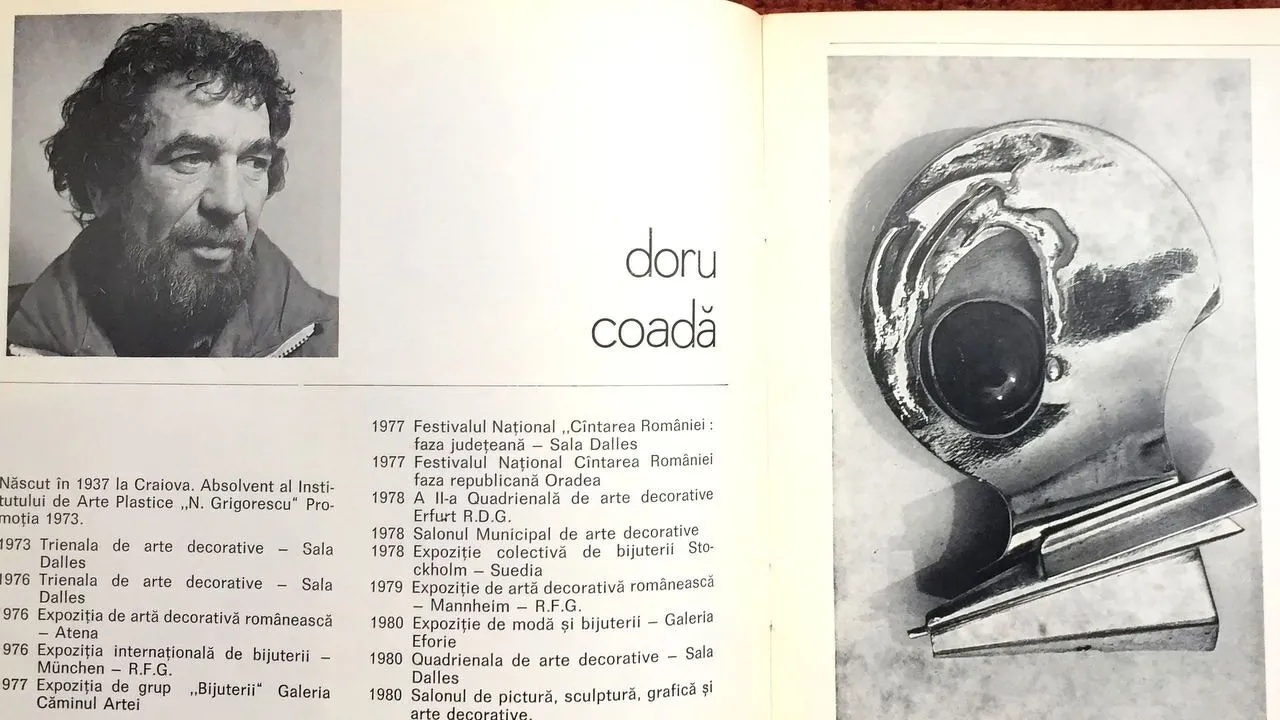 doru
coadă
Născut în 1937 la Craiova. Absolvent al Insti-
tutului de Arte Plastice ,,N. Grigorescu“ Pro-
moția 1973.
1973 Trienala de arte decorative – Sala
Dalles
1976 Trienala de arte decorative – Sala
Dalles
976 Expoziția de artă decorativă românească
– Atena
976 Expoziția internațională de bijuterii –
München – R.F.G.
977 Expoziția de grup ,,Bijuterii“ Galeria
Căminul Artei
1977 Festivalul Național ,,Cîntarea României :
faza județeană – Sala Dalles
1977 Festivalul Național Cîntarea României
faza republicană Oradea
1978 A II-a Quadrienală de arte decorative
Erfurt R.D.G.
1978 Salonul Municipal de arte decorative
1978 Expoziție colectivă de bijuterii Sto-
ckholm – Suedia
1979 Expoziție de artă decorativă românească
– Mannheim – R.F.G.
1980 Expoziție de modă și bijuterii – Galeria
Eforie
1980 Quadrienala de arte decorative – Sala
Dalles
1980 Salonul de pictură, sculptură, grafică și
arte decorative.